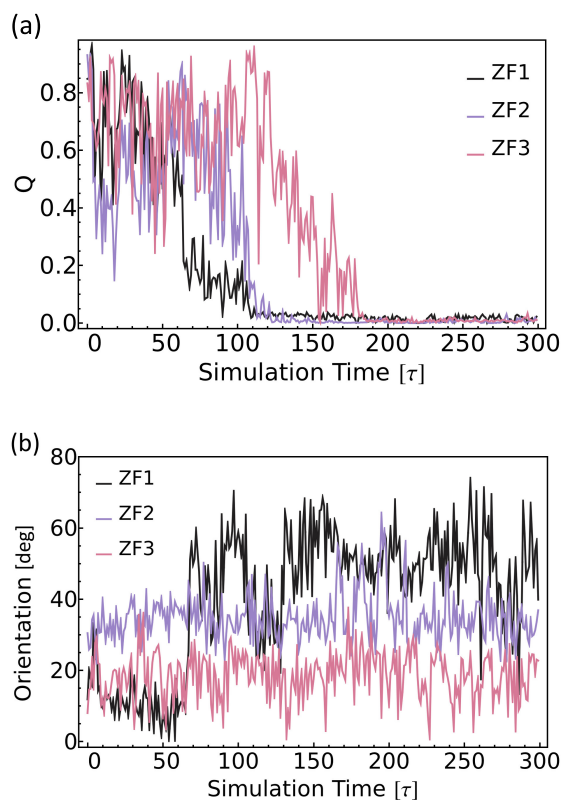 (a)
ZF1
ZF2
ZF3
0.8
0.6
0.4
0.2
0.0
Q
0 50 100 150 200 250 300
Simulation Time [τ]
(b)
80
60
40
20
0
Orientation [deg]
ZF1
ZF2
ZF3
0 50 100 150 200 250 300
Simulation Time [τ]